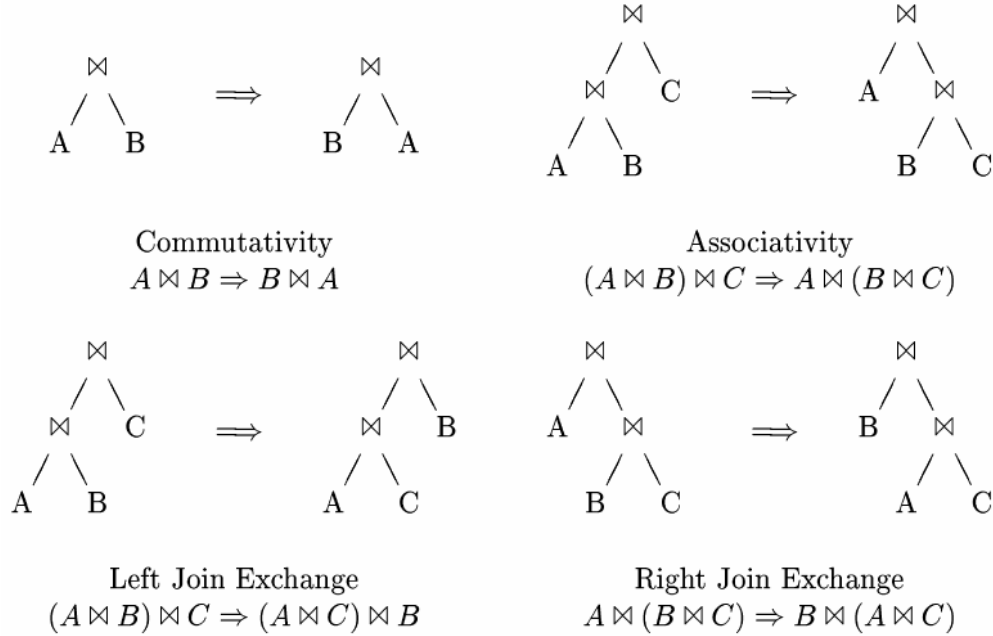 ⋈ ⟹ ⋈
A B B A
Commutativity
A ⋈ B ⇒ B ⋈ A
⋈ ⟹ ⋈
⋈ C A ⋈
A B B C
Associativity
(A ⋈ B) ⋈ C ⇒ A ⋈ (B ⋈ C)
⋈ ⋈
⋈ C ⟹ ⋈ B
A B A C
Left Join Exchange
(A ⋈ B) ⋈ C ⇒ (A ⋈ C) ⋈ B
⋈ ⋈
A ⋈ ⟹ B ⋈
B C A C
Right Join Exchange
A ⋈ (B ⋈ C) ⇒ B ⋈ (A ⋈ C)